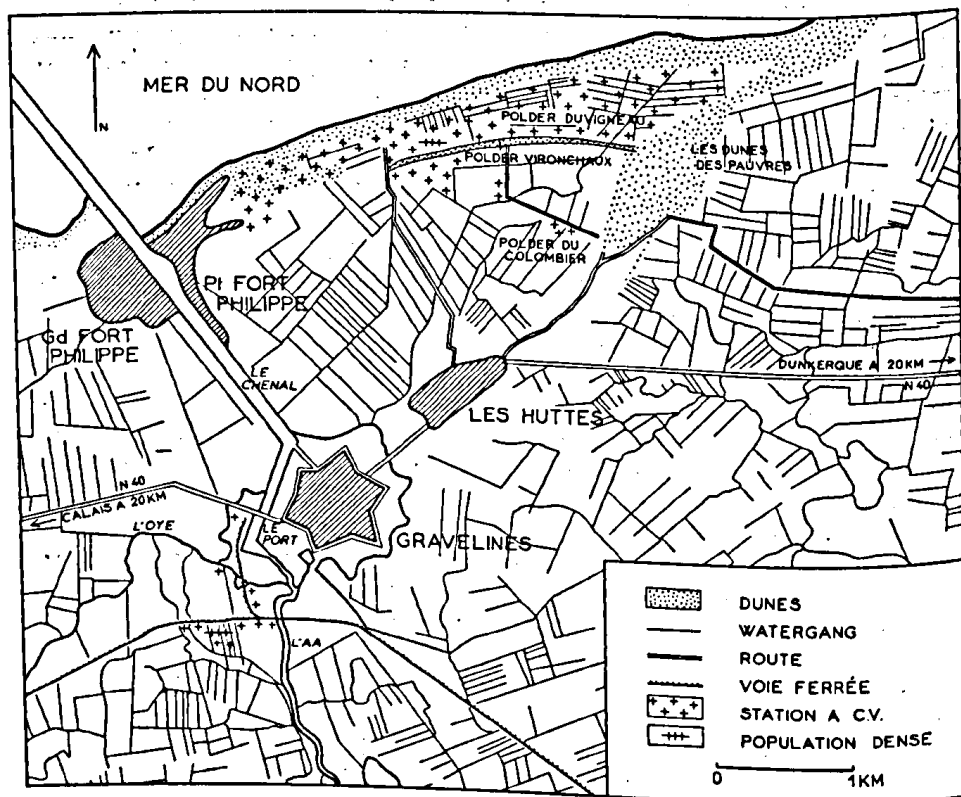 MER DU NORD
N
POLDER DUVIGNEAU
POLDER VIRONCHAUX
LES DUNES
DES PAUVRES
POLDER DU
COLOMBIER
Pt FORT
PHILIPPE
Gd FORT
PHILIPPE
LE
CHENAL
DUNKERQUE A 20KM
N 40
LES HUTTES
N 40
CALAIS A 20KM
L'OYE
LE
PORT
GRAVELINES
L'AA
DUNES
WATERGANG
ROUTE
VOIE FERRÉE
STATION A C.V.
POPULATION DENSE
0 1KM